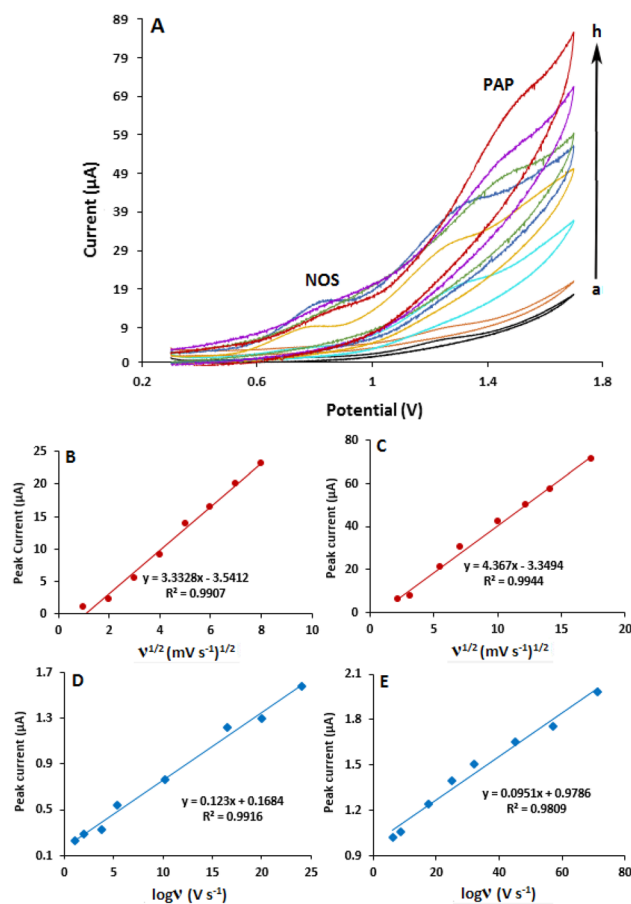 A
89
79
69
59
49
39
29
19
9
0
0.2
0.6
1
1.4
1.8
Current (µA)
Potential (V)
NOS
PAP
h
a
B
25
20
15
10
5
0
0
2
4
6
8
10
Peak Current (µA)
y = 3.3328x - 3.5412
R² = 0.9907
ν1/2 (mV s-1)1/2
C
80
60
40
20
0
0
5
10
15
20
Peak Current (µA)
y = 4.367x - 3.3494
R² = 0.9944
ν1/2 (mV s-1)1/2
D
1.7
1.3
0.9
0.5
0.1
0
5
10
15
20
25
Peak current (µA)
y = 0.123x + 0.1684
R² = 0.9916
logν (V s-1)
E
2.1
1.8
1.5
1.2
0.9
0
20
40
60
80
Peak current (µA)
y = 0.0951x + 0.9786
R² = 0.9809
logν (V s-1)